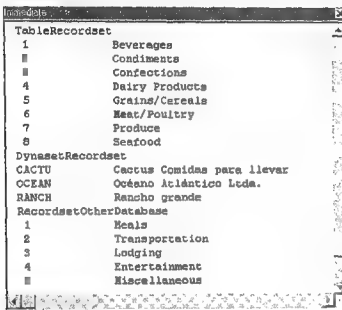 Immediate
TableRecordset
1 Beverages
Condiments
Confections
4 Dairy Products
5 Grains/Cereals
6 Meat/Poultry
7 Produce
8 Seafood
DynasetRecordset
CACTU Cactus Comidas para llevar
OCEAN Océano Atlántico Ltda.
RANCH Rancho grande
RecordsetOtherDatabase
1 Meals
2 Transportation
3 Lodging
4 Entertainment
Miscellaneous